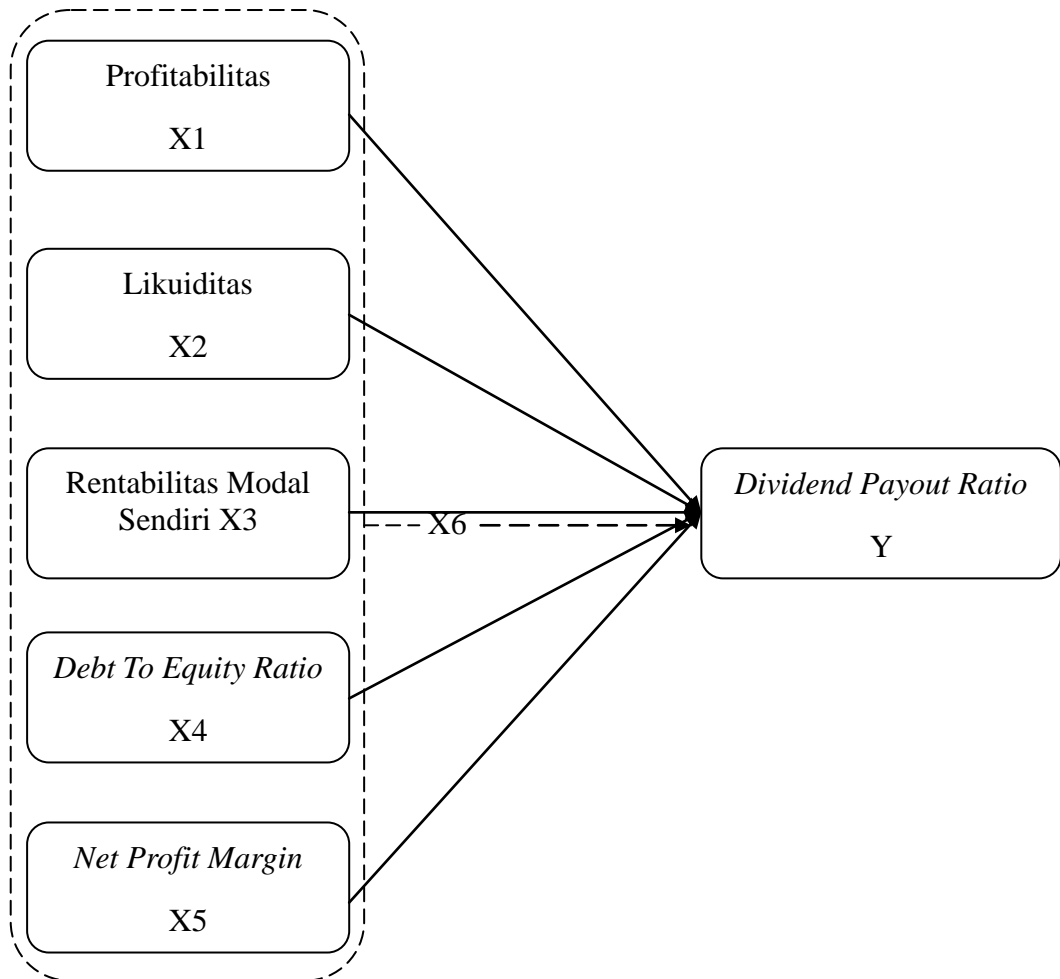 Profitabilitas
X1
Likuiditas
X2
Rentabilitas Modal
Sendiri X3
X6
Dividend Payout Ratio
Y
Debt To Equity Ratio
X4
Net Profit Margin
X5